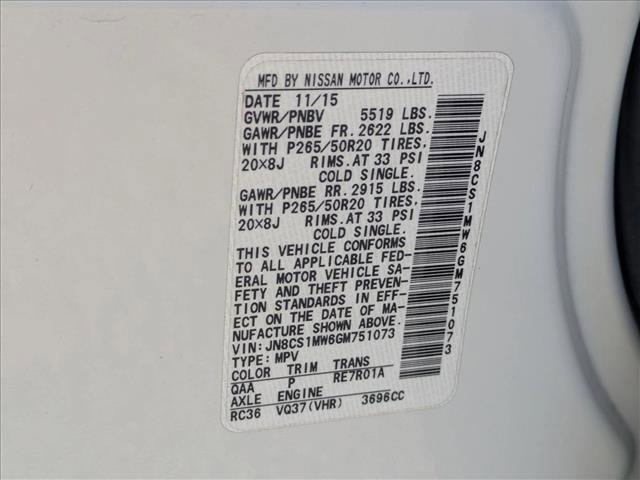 MFD BY NISSAN MOTOR CO.,LTD.
DATE 11/15
GVWR/PNBV 5519 LBS.
GAWR/PNBE FR. 2622 LBS.
WITH P265/50R20 TIRES,
20×8J RIMS.AT 33 PSI
COLD SINGLE.
GAWR/PNBE RR. 2915 LBS.
WITH P265/50R20 TIRES,
20×8J RIMS.AT 33 PSI
COLD SINGLE.
THIS VEHICLE CONFORMS
TO ALL APPLICABLE FED-
ERAL MOTOR VEHICLE SA-
FETY AND THEFT PREVEN-
TION STANDARDS IN EFF-
ECT ON THE DATE OF MA-
NUFACTURE SHOWN ABOVE.
VIN:JN8CS1MW6GM751073
TYPE: MPV
COLOR TRIM TRANS
QAA P RE7R01A
AXLE ENGINE
RC36 VQ37(VHR) 3696CC
JN8CS1MW6GM751073